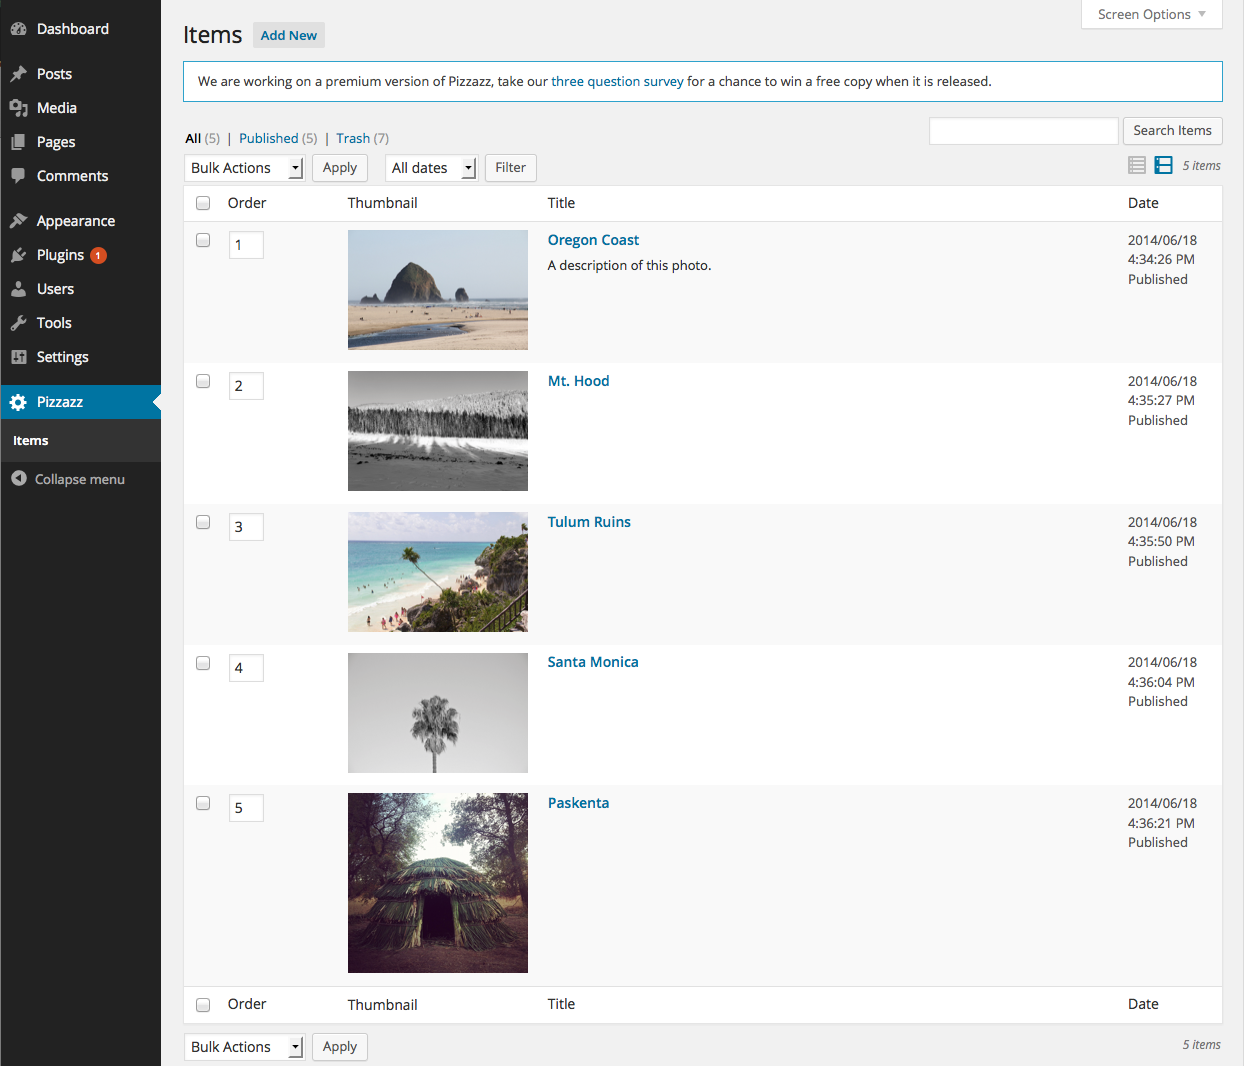 Dashboard
Posts
Media
Pages
Comments
Appearance
Plugins 1
Users
Tools
Settings
Pizzazz
Items
Collapse menu
Screen Options
Items Add New
We are working on a premium version of Pizzazz, take our three question survey for a chance to win a free copy when it is released.
All (5) | Published (5) | Trash (7)
Search Items
Bulk Actions Apply All dates Filter 5 items
Order Thumbnail Title Date
1 Oregon Coast 2014/06/18
A description of this photo. 4:34:26 PM
Published
2 Mt. Hood 2014/06/18
4:35:27 PM
Published
3 Tulum Ruins 2014/06/18
4:35:50 PM
Published
4 Santa Monica 2014/06/18
4:36:04 PM
Published
5 Paskenta 2014/06/18
4:36:21 PM
Published
Order Thumbnail Title Date
Bulk Actions Apply 5 items